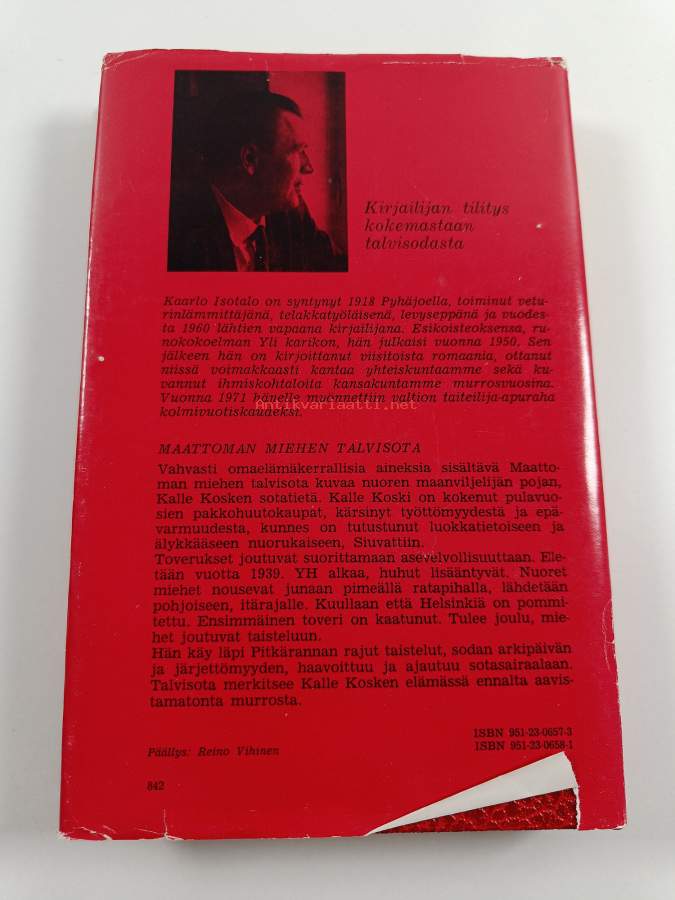 Kirjailijan tilitys
kokemastaan
talvisodasta
Kaarlo Isotalo on syntynyt 1918 Pyhäjoella, toiminut vetu-
rinlämmittäjänä, telakkatyöläisenä, levyseppänä ja vuodes-
ta 1960 lähtien vapaana kirjailijana. Esikoisteoksensa, ru-
nokokoelman Yli karikon, hän julkaisi vuonna 1950. Sen
jälkeen hän on kirjoittanut viisitoista romaania, ottanut
niissä voimakkaasti kantaa yhteiskuntaamme sekä ku-
vannut ihmiskohtaloita kansakuntamme murrosvuosina.
Vuonna 1971 hänelle myönnettiin valtion taiteilija-apuraha
kolmivuotiskaudeksi.
Antikvariaatti.net
MAATTOMAN MIEHEN TALVISOTA
Vahvasti omaelämäkerrallisia aineksia sisältävä Maatto-
man miehen talvisota kuvaa nuoren maanviljelijän pojan,
Kalle Kosken sotatietä. Kalle Koski on kokenut pulavuo-
sien pakkohuutokaupat, kärsinyt työttömyydestä ja epä-
varmuudesta, kunnes on tutustunut luokkatietoiseen ja
älykkääseen nuorukaiseen, Siuvattiin.
Toverukset joutuvat suorittamaan asevelvollisuuttaan. Ele-
tään vuotta 1939. YH alkaa, huhut lisääntyvät. Nuoret
miehet nousevat junaan pimeällä ratapihalla, lähdetään
pohjoiseen, itärajalle. Kuullaan että Helsinkiä on pommi-
tettu. Ensimmäinen toveri on kaatunut. Tulee joulu, mie-
het joutuvat taisteluun.
Hän käy läpi Pitkärannan rajut taistelut, sodan arkipäivän
ja järjettömyyden, haavoittuu ja ajautuu sotasairaalaan.
Talvisota merkitsee Kalle Kosken elämässä ennalta aavis-
tamatonta murrosta.
ISBN 951-23-0657-3
ISBN 951-23-0658-1
Päällys: Reino Vihinen
842